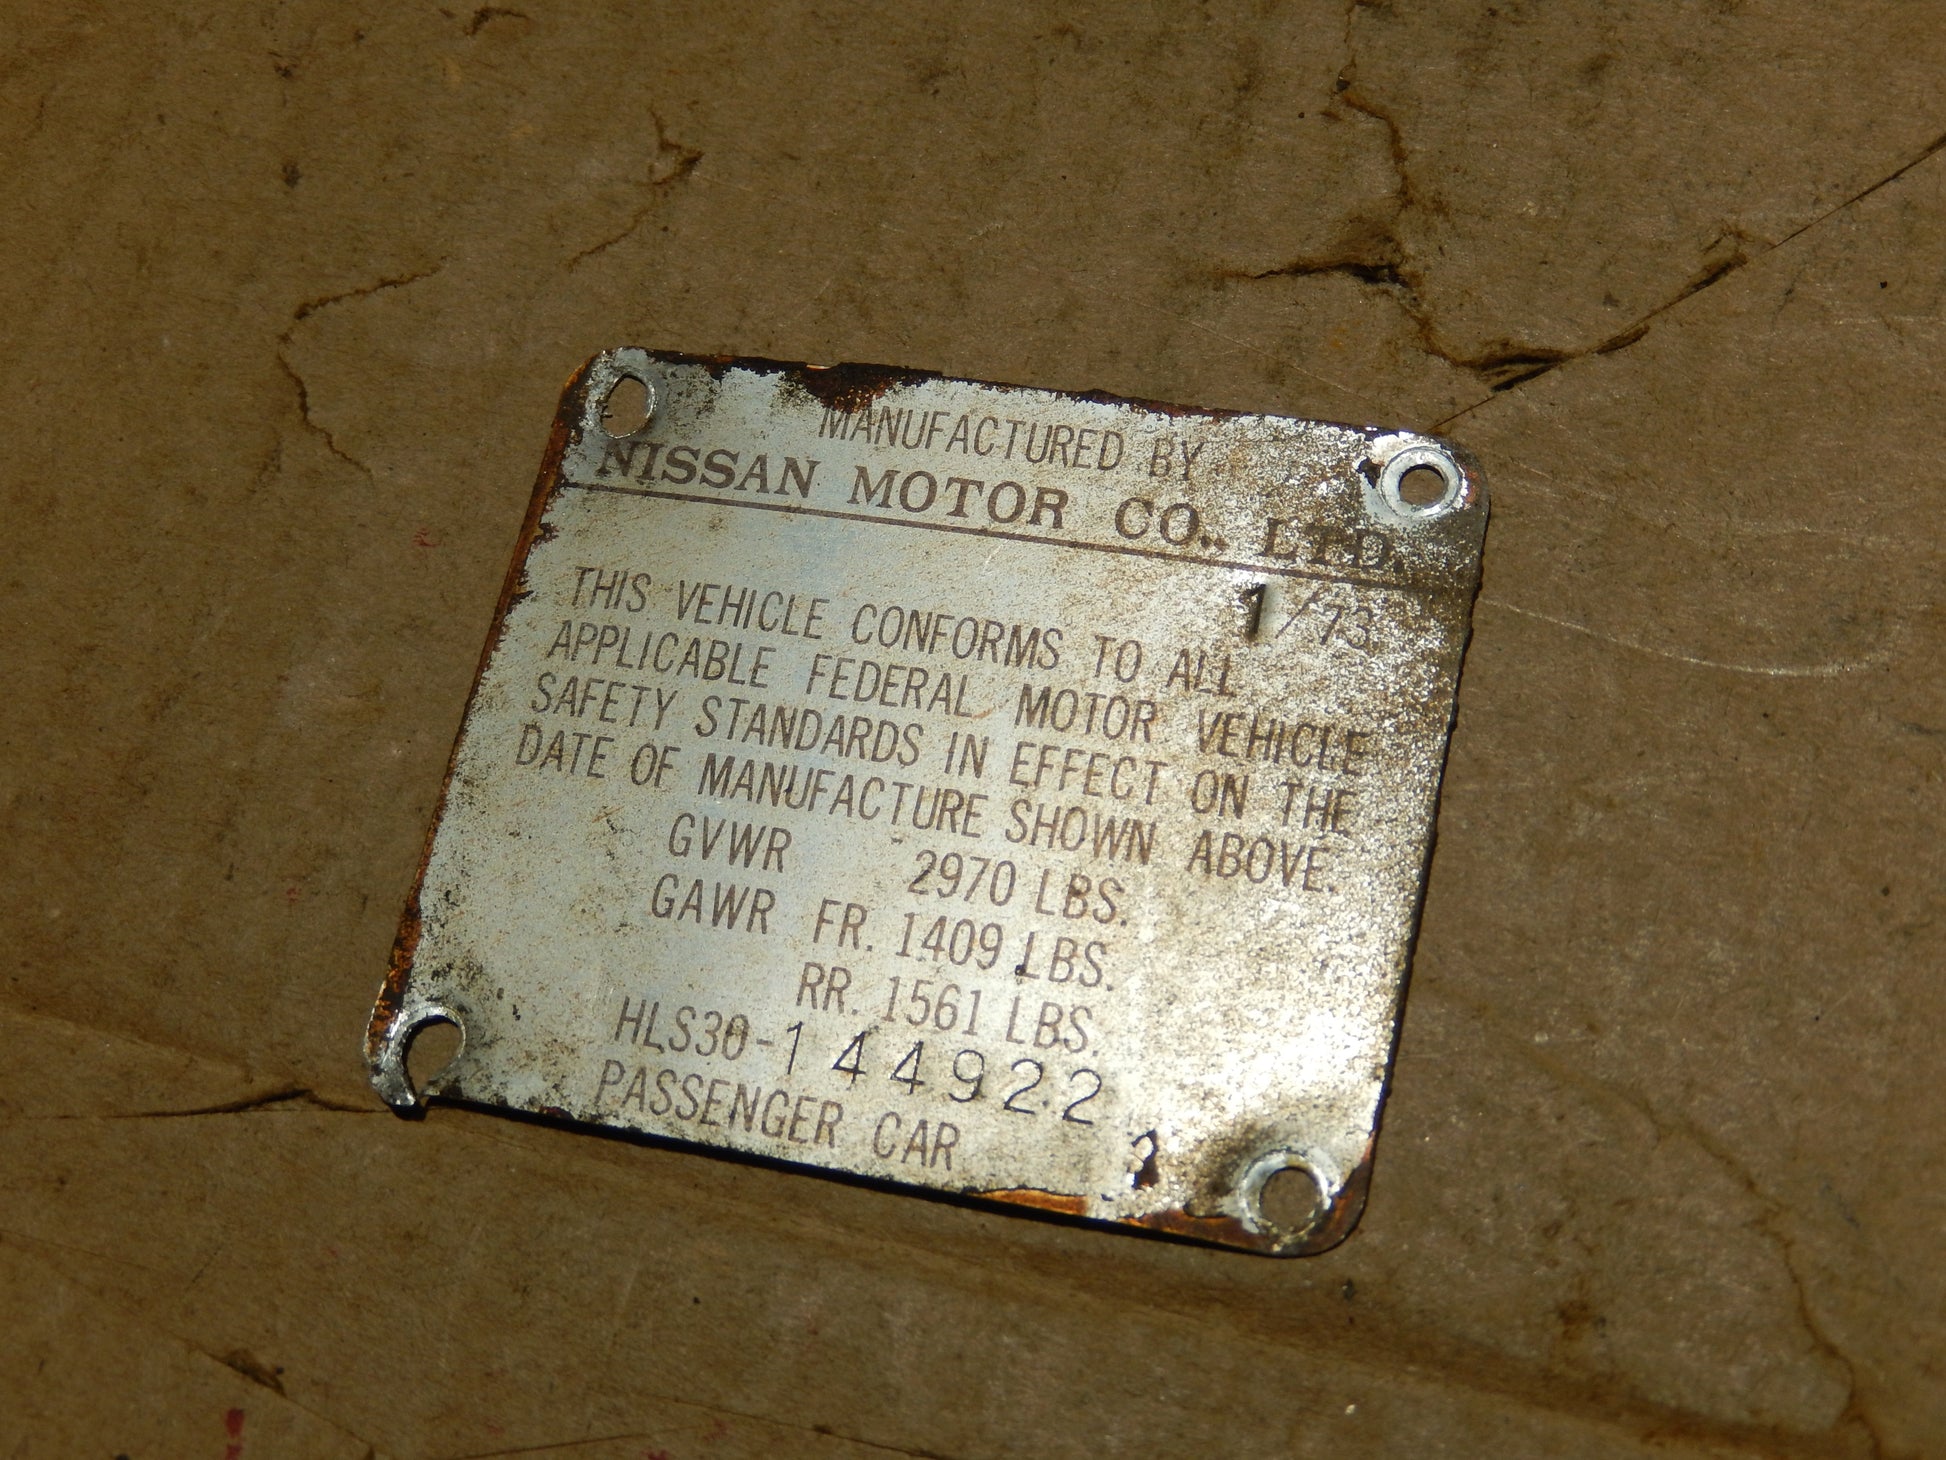 MANUFACTURED BY
NISSAN MOTOR CO., LTD.
1/73
THIS VEHICLE CONFORMS TO ALL
APPLICABLE FEDERAL MOTOR VEHICLE
SAFETY STANDARDS IN EFFECT ON THE
DATE OF MANUFACTURE SHOWN ABOVE.
GVWR 2970 LBS.
GAWR FR. 1409 LBS.
RR. 1561 LBS.
HLS30-144922
PASSENGER CAR